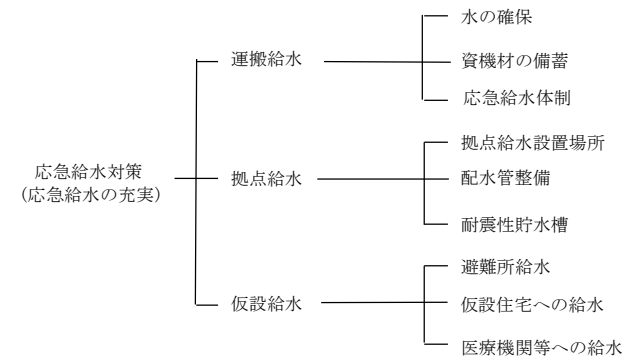 水の確保
運搬給水
資機材の備蓄
応急給水体制
拠点給水設置場所
応急給水対策
(応急給水の充実)
拠点給水
配水管整備
耐震性貯水槽
避難所給水
仮設給水
仮設住宅への給水
医療機関等への給水